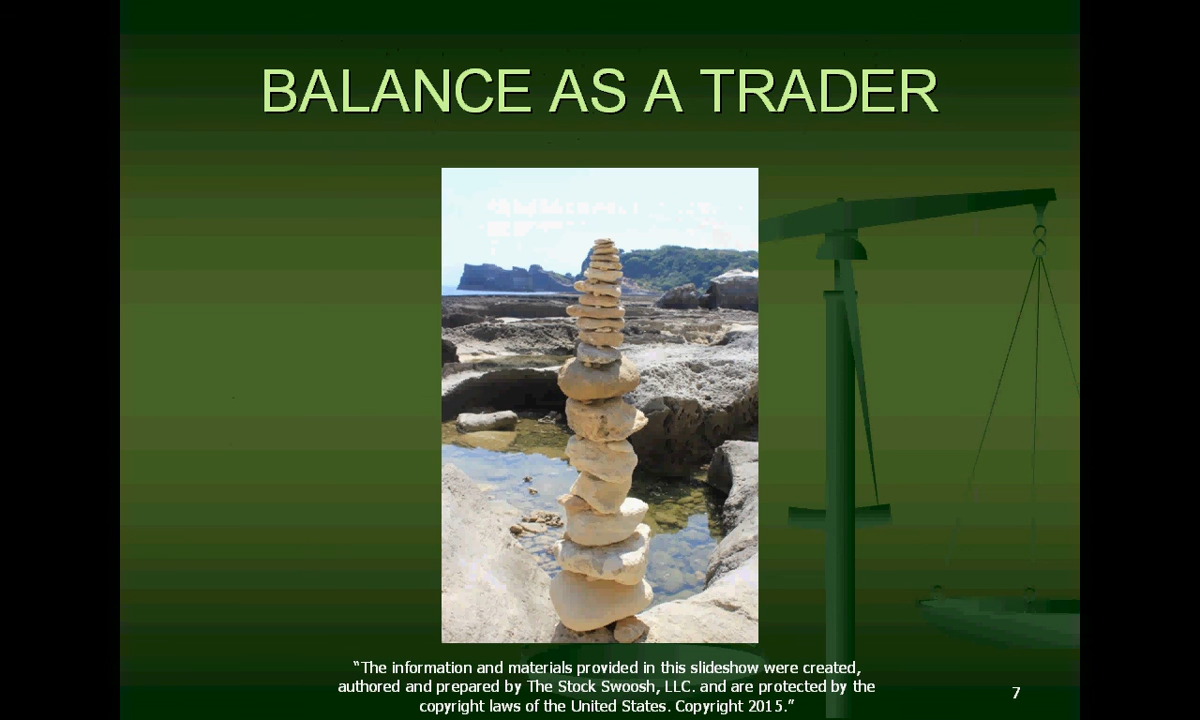 BALANCE AS A TRADER
“The information and materials provided in this slideshow were created,
authored and prepared by The Stock Swoosh, LLC. and are protected by the
copyright laws of the United States. Copyright 2015.”
7